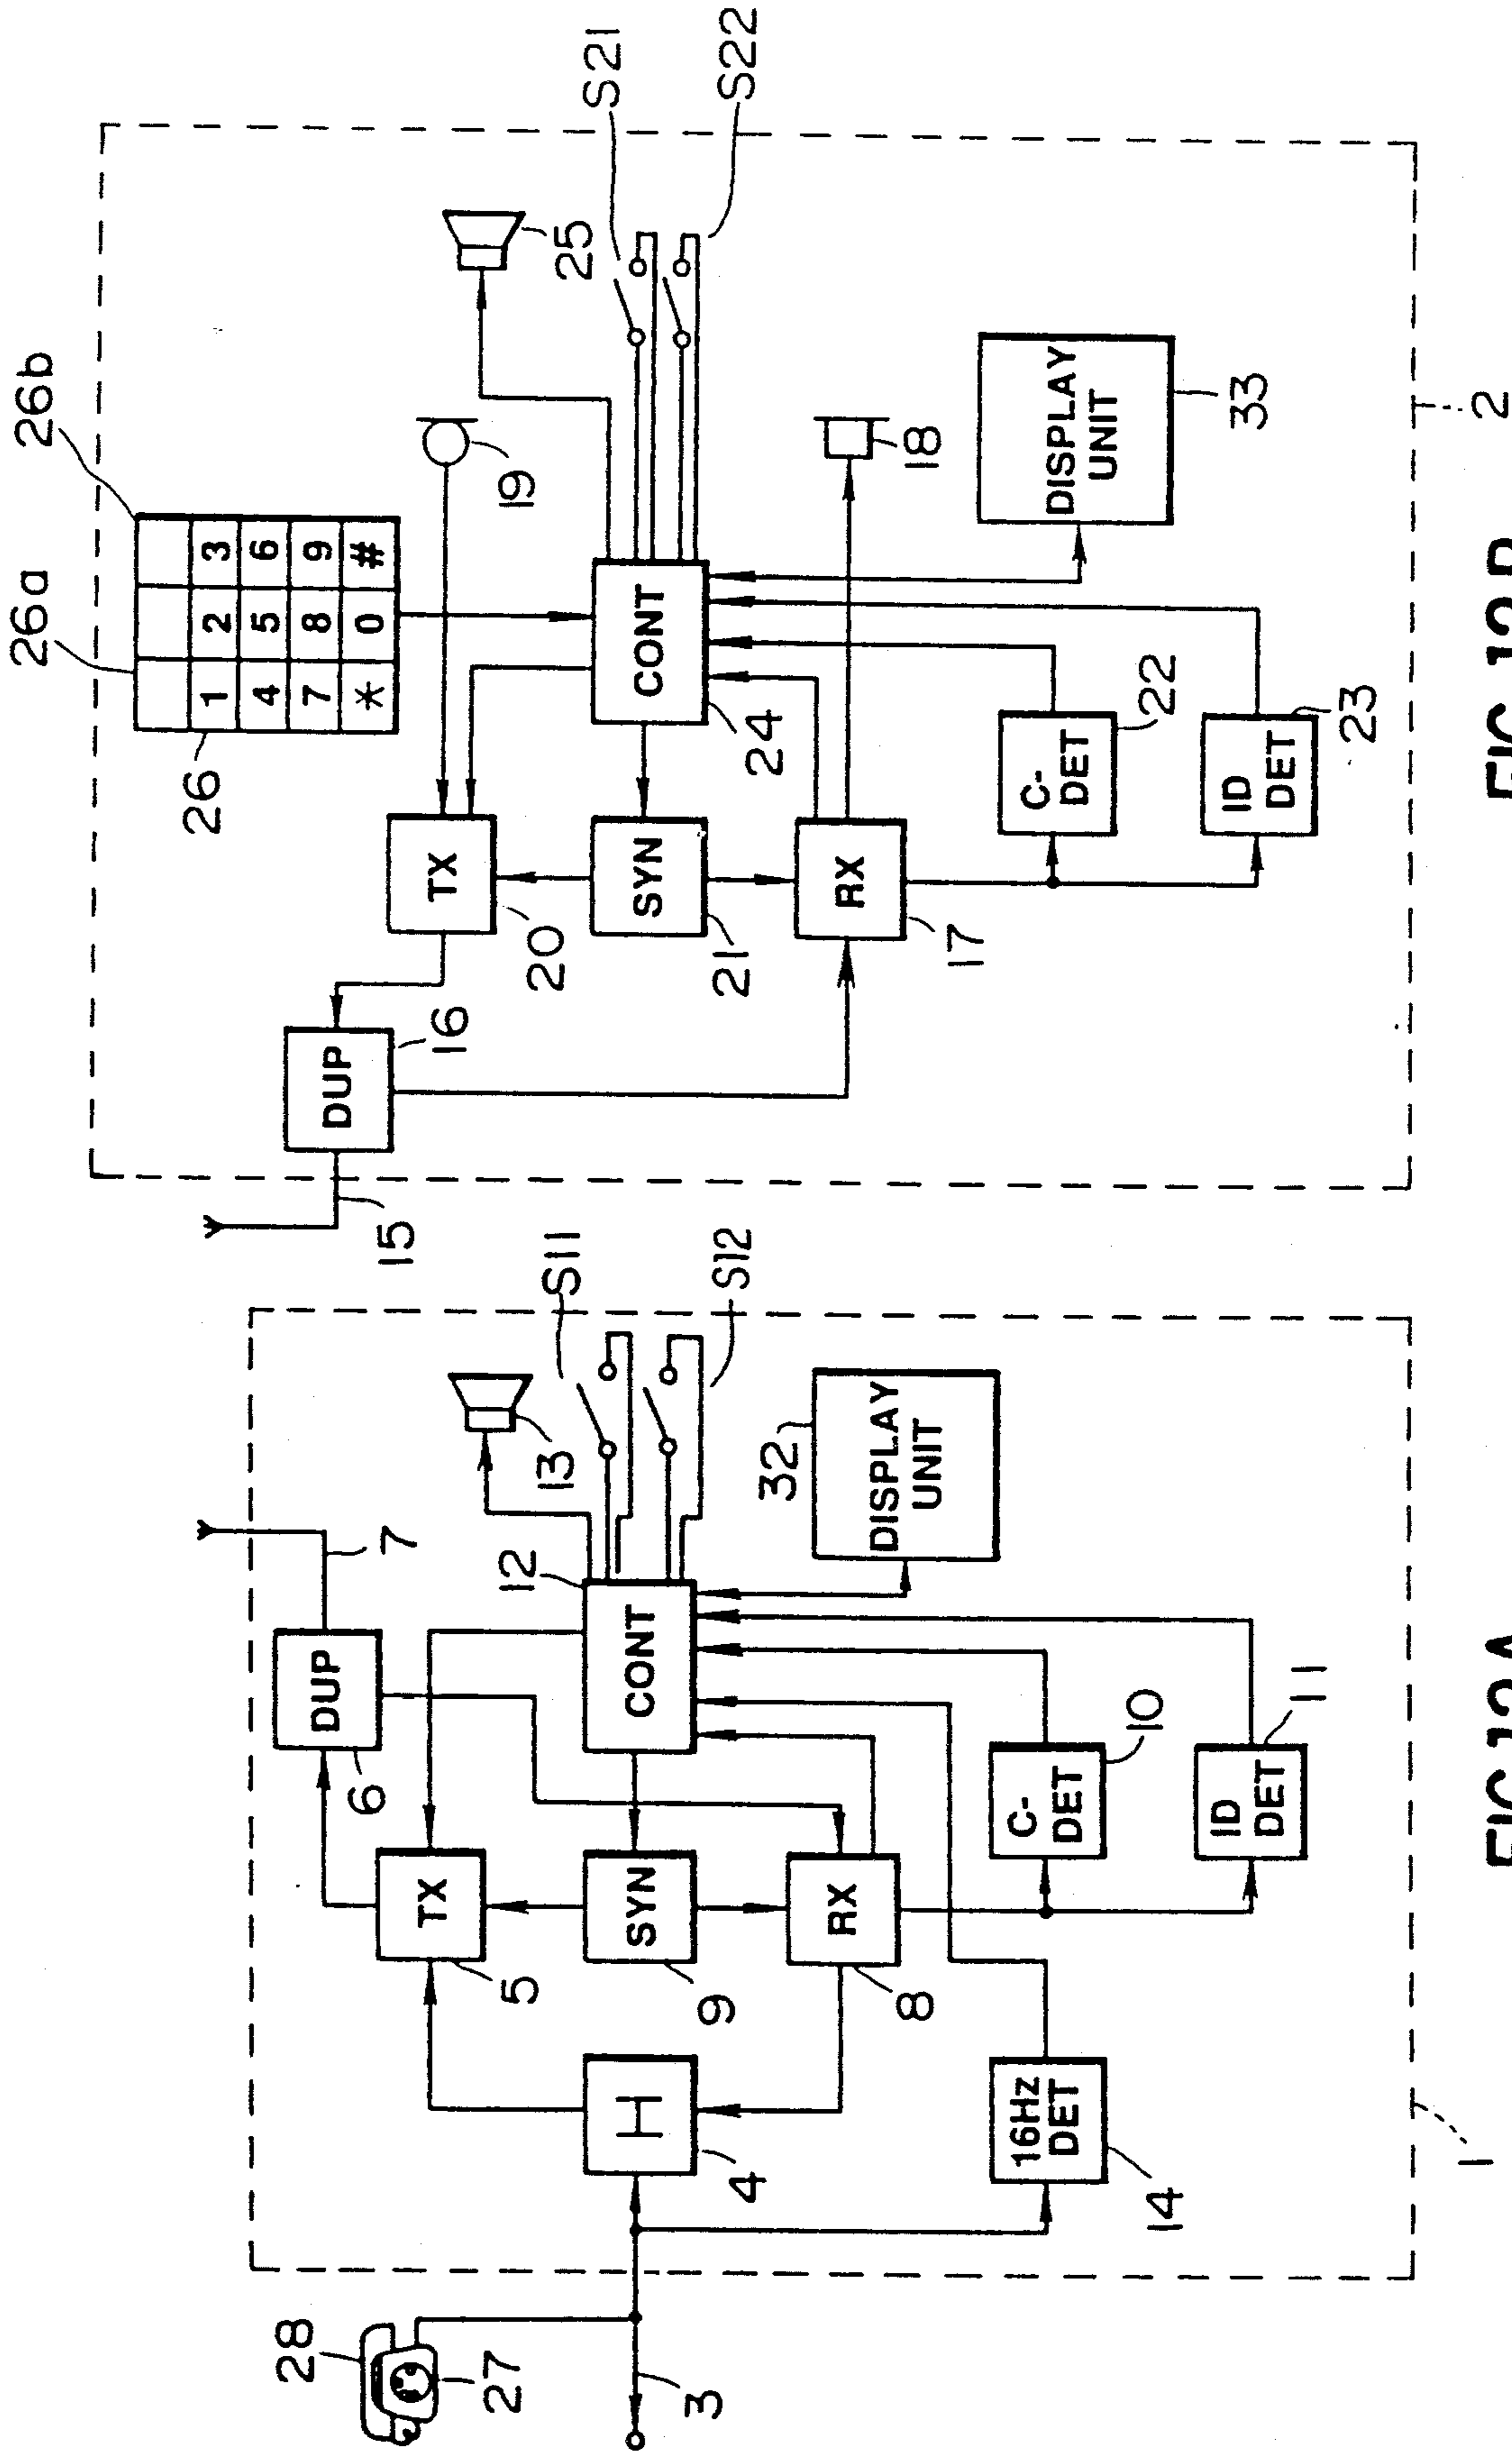 28
27
3
1
4
H
14
16Hz
DET
5
TX
6
DUP
7
9
SYN
8
RX
12
CONT
13
S11
S12
32
DISPLAY
UNIT
10
C-
DET
11
ID
DET
15
16
DUP
26
26a
26b
1 2 3
4 5 6
7 8 9
* 0 #
20
TX
19
25
S21
S22
21
SYN
24
CONT
17
RX
18
22
C-
DET
23
ID
DET
33
DISPLAY
UNIT
2
FIG.
FIG.